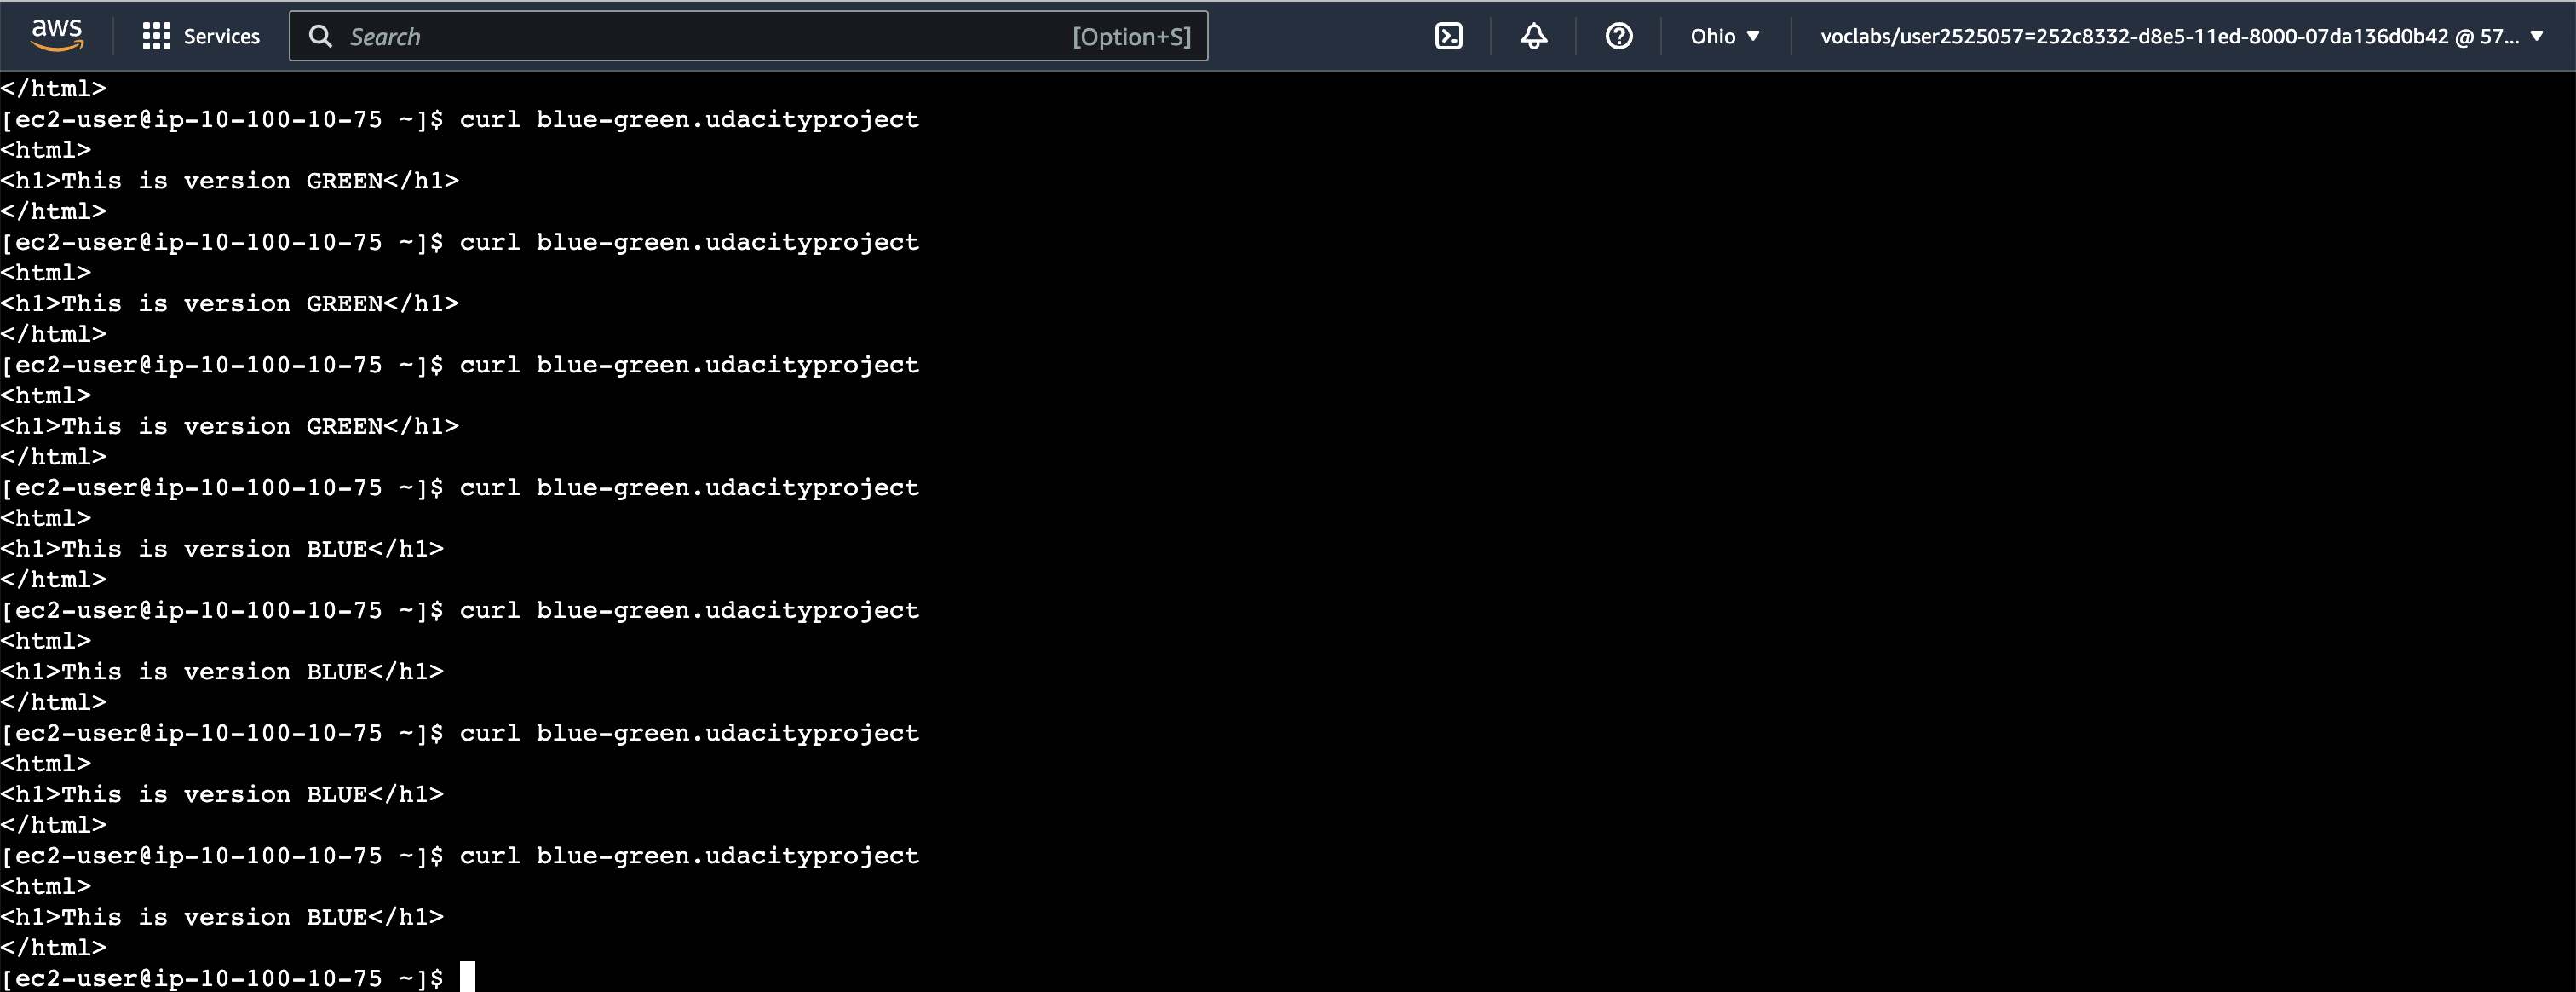 aws Services Search [Option+S] Ohio voclabs/user2525057=252c8332-d8e5-11ed-8000-07da136d0b42 @ 57...
</html>
[ec2-user@ip-10-100-10-75 ~]$ curl blue-green.udacityproject
<html>
<h1>This is version GREEN</h1>
</html>
[ec2-user@ip-10-100-10-75 ~]$ curl blue-green.udacityproject
<html>
<h1>This is version GREEN</h1>
</html>
[ec2-user@ip-10-100-10-75 ~]$ curl blue-green.udacityproject
<html>
<h1>This is version GREEN</h1>
</html>
[ec2-user@ip-10-100-10-75 ~]$ curl blue-green.udacityproject
<html>
<h1>This is version BLUE</h1>
</html>
[ec2-user@ip-10-100-10-75 ~]$ curl blue-green.udacityproject
<html>
<h1>This is version BLUE</h1>
</html>
[ec2-user@ip-10-100-10-75 ~]$ curl blue-green.udacityproject
<html>
<h1>This is version BLUE</h1>
</html>
[ec2-user@ip-10-100-10-75 ~]$ curl blue-green.udacityproject
<html>
<h1>This is version BLUE</h1>
</html>
[ec2-user@ip-10-100-10-75 ~]$